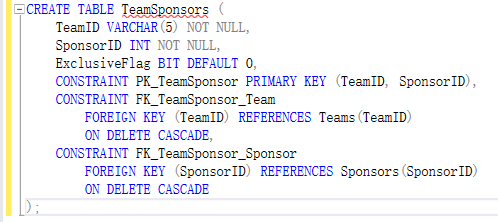 CREATE TABLE TeamSponsors (
    TeamID VARCHAR(5) NOT NULL,
    SponsorID INT NOT NULL,
    ExclusiveFlag BIT DEFAULT 0,
    CONSTRAINT PK_TeamSponsor PRIMARY KEY (TeamID, SponsorID),
    CONSTRAINT FK_TeamSponsor_Team
        FOREIGN KEY (TeamID) REFERENCES Teams(TeamID)
        ON DELETE CASCADE,
    CONSTRAINT FK_TeamSponsor_Sponsor
        FOREIGN KEY (SponsorID) REFERENCES Sponsors(SponsorID)
        ON DELETE CASCADE
);